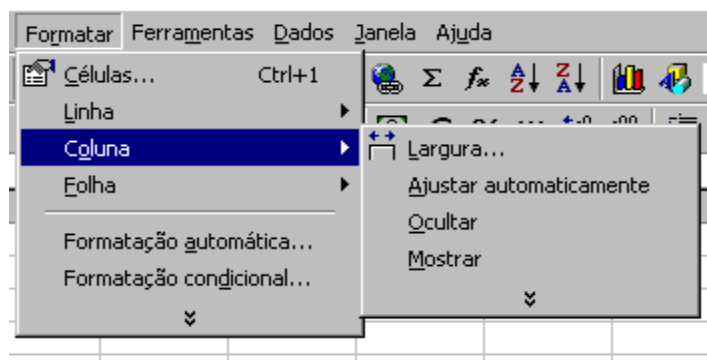 Formatar Ferramentas Dados Janela Ajuda
Células... Ctrl+1
Linha
Coluna
Folha
Formatação automática...
Formatação condicional...
Largura...
Ajustar automaticamente
Ocultar
Mostrar